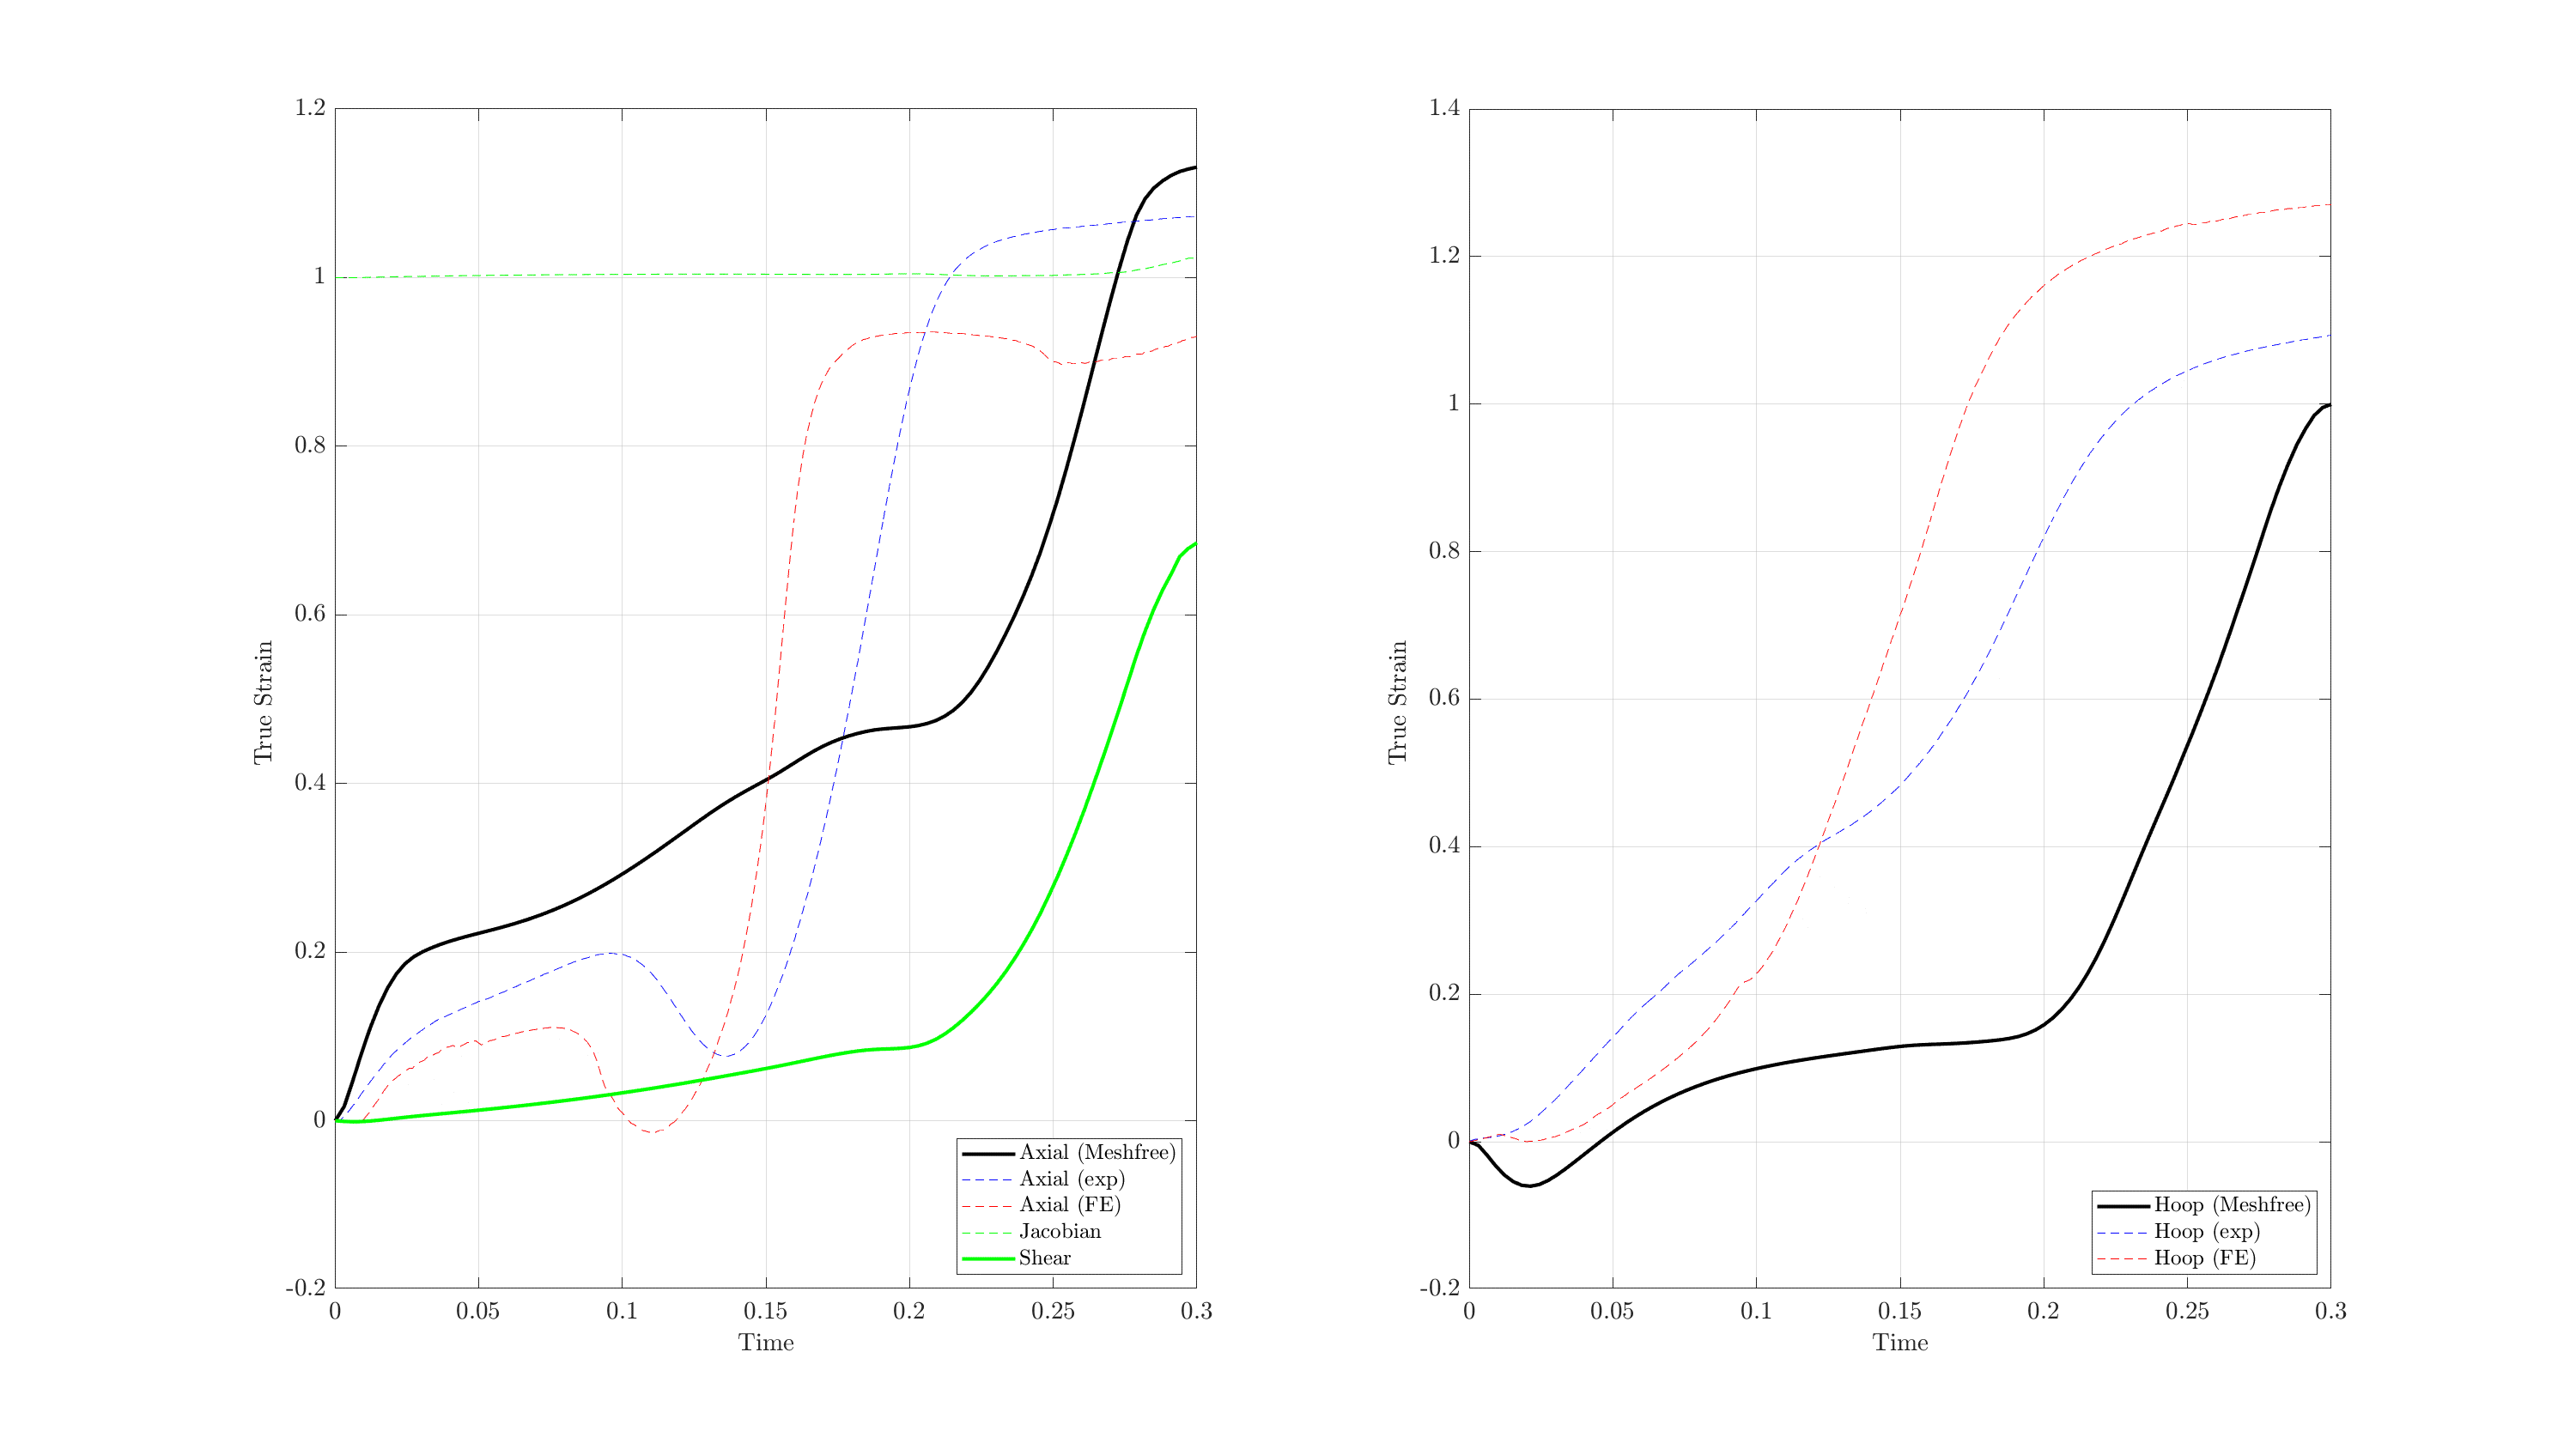 1.2
1
0.8
0.6
0.4
0.2
0
-0.2
True Strain
0 0.05 0.1 0.15 0.2 0.25 0.3
Time
Axial (Meshfree)
Axial (exp)
Axial (FE)
Jacobian
Shear
1.4
1.2
1
0.8
0.6
0.4
0.2
0
-0.2
True Strain
0 0.05 0.1 0.15 0.2 0.25 0.3
Time
Hoop (Meshfree)
Hoop (exp)
Hoop (FE)